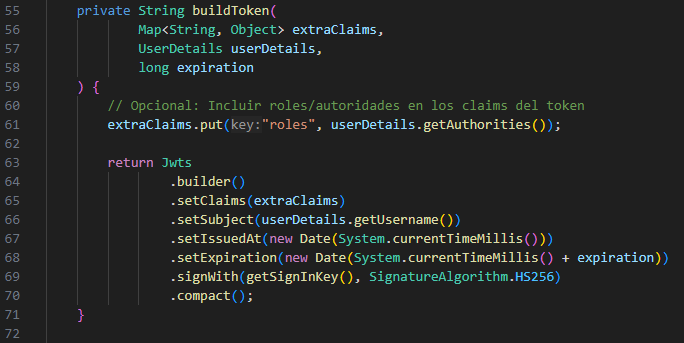 55 private String buildToken(
56 Map<String, Object> extraClaims,
57 UserDetails userDetails,
58 long expiration
59 ) {
60 // Opcional: Incluir roles/autoridades en los claims del token
61 extraClaims.put(key:"roles", userDetails.getAuthorities());
62
63 return Jwts
64 .builder()
65 .setClaims(extraClaims)
66 .setSubject(userDetails.getUsername())
67 .setIssuedAt(new Date(System.currentTimeMillis()))
68 .setExpiration(new Date(System.currentTimeMillis() + expiration))
69 .signWith(getSignInKey(), SignatureAlgorithm.HS256)
70 .compact();
71 }
72